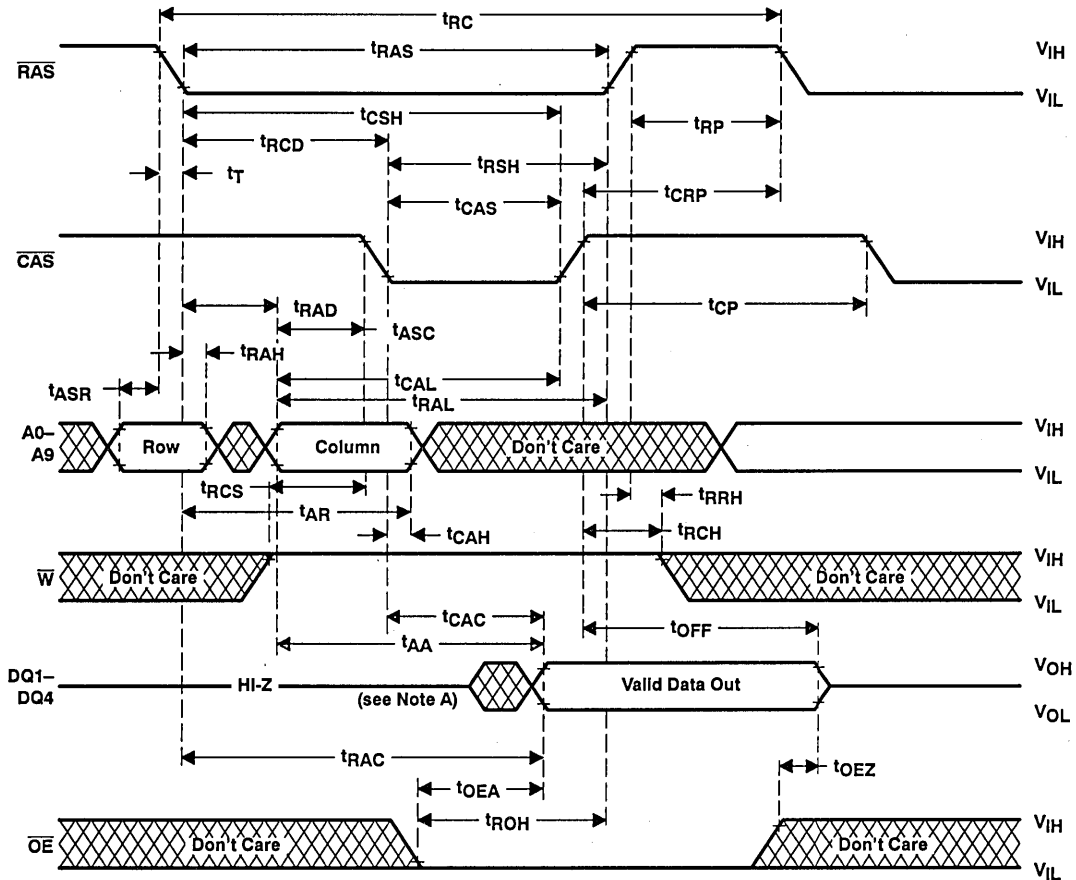 tRC
tRAS
RAS
VIH
VIL
tCSH
tRP
tRCD
tRSH
tT
tCRP
tCAS
CAS
VIH
VIL
tRAD
tCP
tASC
tRAH
tASR
tCAL
tRAL
A0–
A9
Row
Column
Don't Care
VIH
VIL
tRCS
tRRH
tAR
tRCH
tCAH
W
Don't Care
Don't Care
VIH
VIL
tCAC
tOFF
tAA
DQ1–
DQ4
HI-Z
(see Note A)
Valid Data Out
VOH
VOL
tRAC
tOEZ
tOEA
tROH
OE
Don't Care
Don't Care
VIH
VIL